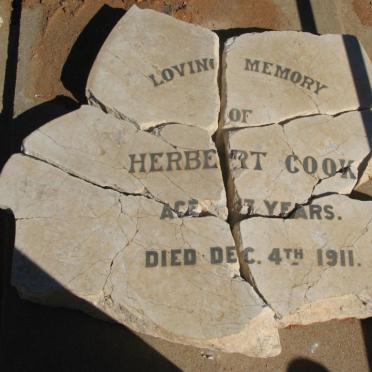 LOVING MEMORY
OF
HERBERT COOK
YEARS.
DIED DEC. 4TH 1911.